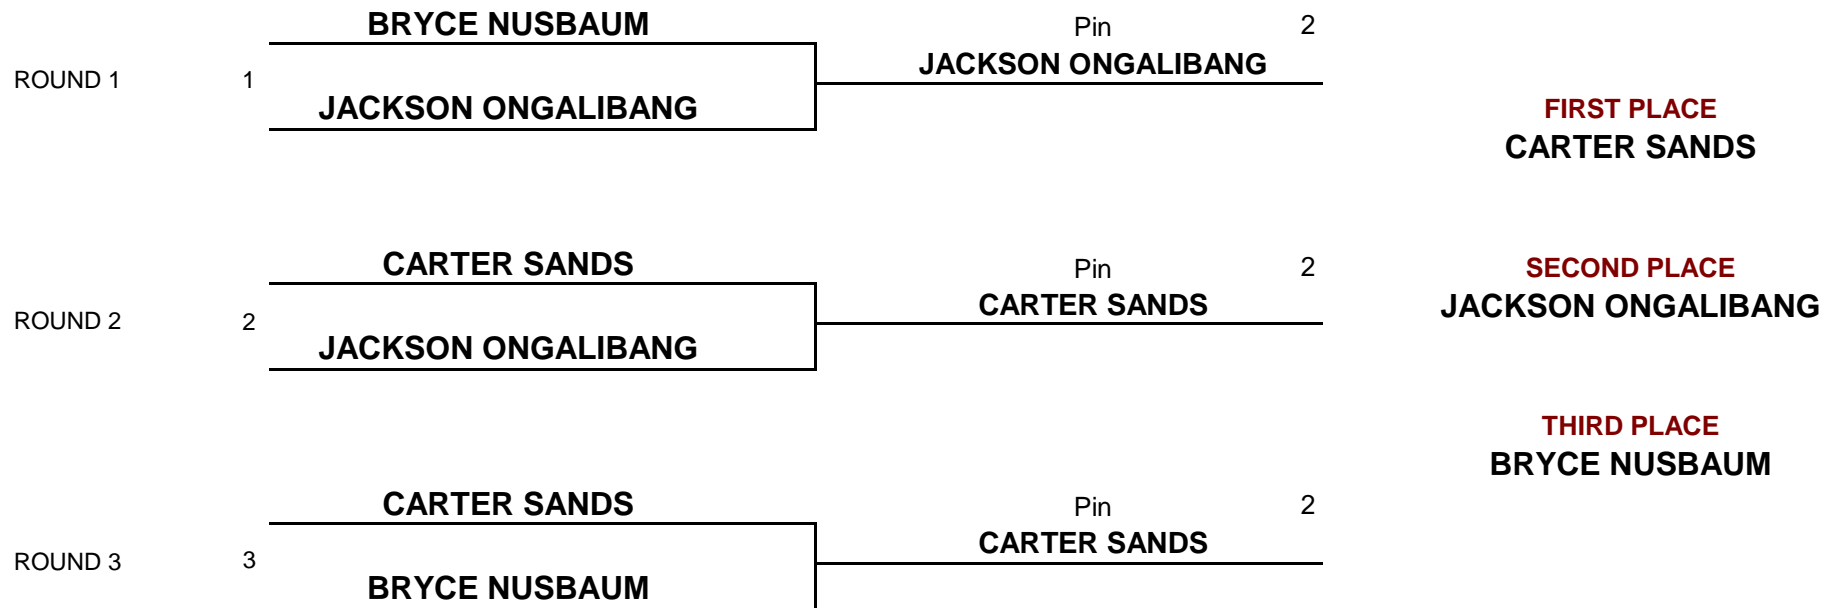 BRYCE NUSBAUM
Pin 2
JACKSON ONGALIBANG
ROUND 1 1
JACKSON ONGALIBANG
FIRST PLACE
CARTER SANDS
CARTER SANDS
Pin 2
SECOND PLACE
CARTER SANDS
JACKSON ONGALIBANG
ROUND 2 2
JACKSON ONGALIBANG
THIRD PLACE
BRYCE NUSBAUM
CARTER SANDS
Pin 2
CARTER SANDS
ROUND 3 3
BRYCE NUSBAUM